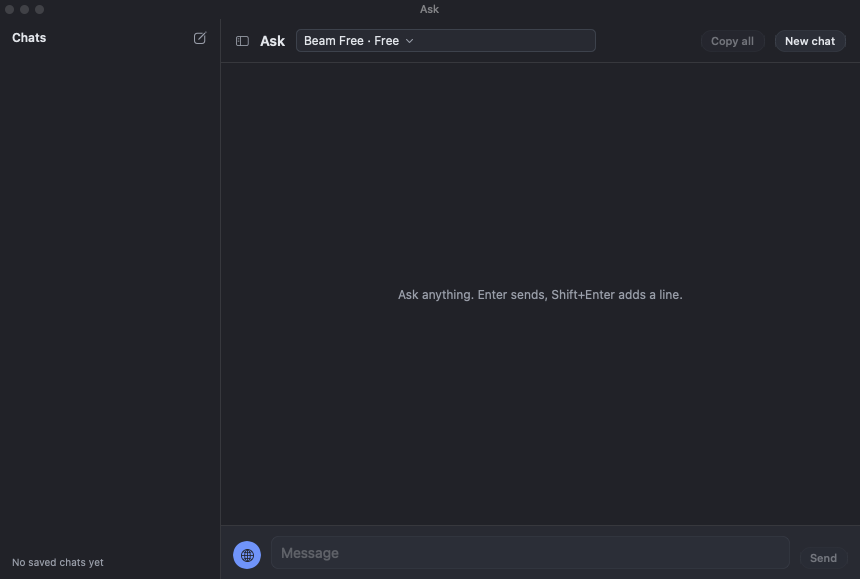 Ask
Chats
Ask
Beam Free · Free
Copy all
New chat
Ask anything. Enter sends, Shift+Enter adds a line.
No saved chats yet
Message
Send